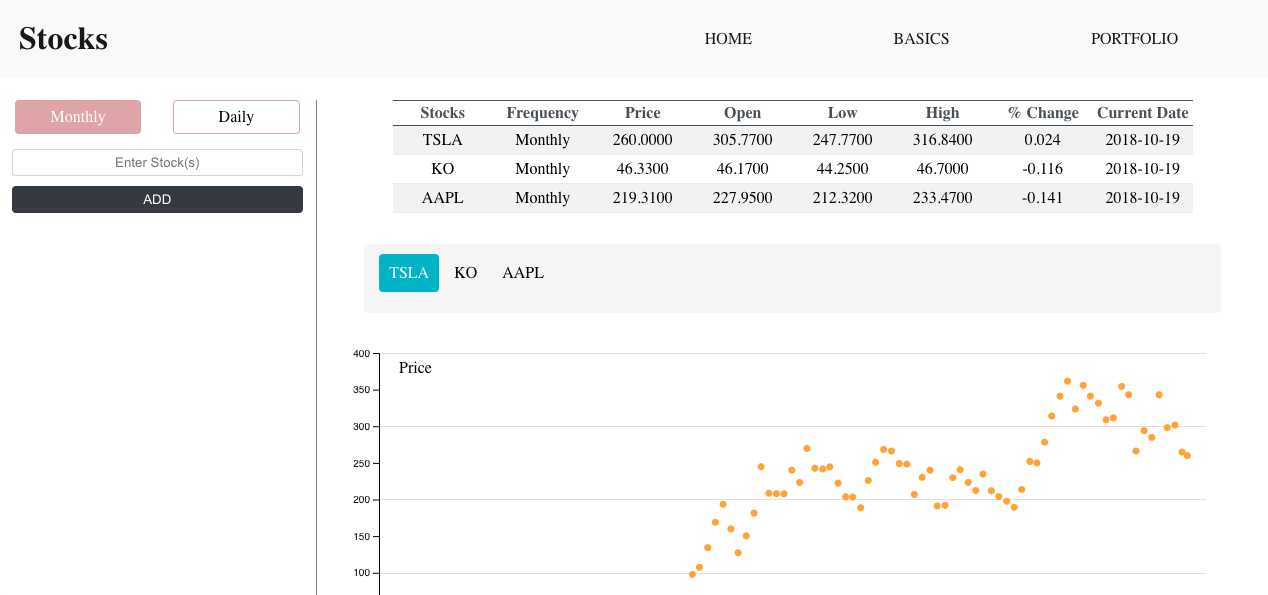 Stocks HOME BASICS PORTFOLIO
Monthly Daily
Enter Stock(s)
ADD
Stocks Frequency Price Open Low High % Change Current Date
TSLA Monthly 260.0000 305.7700 247.7700 316.8400 0.024 2018-10-19
KO Monthly 46.3300 46.1700 44.2500 46.7000 -0.116 2018-10-19
AAPL Monthly 219.3100 227.9500 212.3200 233.4700 -0.141 2018-10-19
TSLA KO AAPL
Price
400
350
300
250
200
150
100